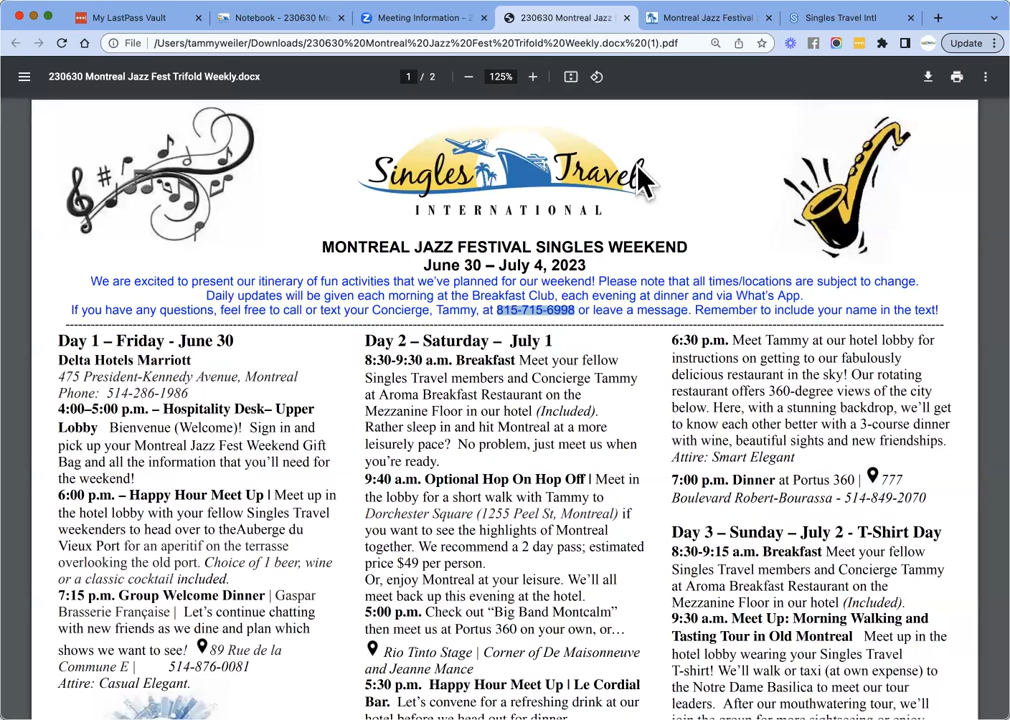 My LastPass Vault
Notebook - 230630 Mo
Meeting Information - Z
230630 Montreal Jazz F
Montreal Jazz Festival S
Singles Travel Intl
File
/Users/tammyweiler/Downloads/230630%20Montreal%20Jazz%20Fest%20Trifold%20Weekly.docx%20(1).pdf
Update
230630 Montreal Jazz Fest Trifold Weekly.docx
1 / 2
125%
Singles Travel
INTERNATIONAL
MONTREAL JAZZ FESTIVAL SINGLES WEEKEND
June 30 – July 4, 2023
We are excited to present our itinerary of fun activities that we’ve planned for our weekend! Please note that all times/locations are subject to change.
Daily updates will be given each morning at the Breakfast Club, each evening at dinner and via What’s App.
If you have any questions, feel free to call or text your Concierge, Tammy, at 815-715-6998 or leave a message. Remember to include your name in the text!
Day 1 – Friday - June 30
Delta Hotels Marriott
475 President-Kennedy Avenue, Montreal
Phone: 514-286-1986
4:00–5:00 p.m. – Hospitality Desk– Upper
Lobby Bienvenue (Welcome)! Sign in and
pick up your Montreal Jazz Fest Weekend Gift
Bag and all the information that you’ll need for
the weekend!
6:00 p.m. – Happy Hour Meet Up | Meet up in
the hotel lobby with your fellow Singles Travel
weekenders to head over to theAuberge du
Vieux Port for an aperitif on the terrasse
overlooking the old port. Choice of 1 beer, wine
or a classic cocktail included.
7:15 p.m. Group Welcome Dinner | Gaspar
Brasserie Française | Let’s continue chatting
with new friends as we dine and plan which
shows we want to see! 89 Rue de la
Commune E | 514-876-0081
Attire: Casual Elegant.
Day 2 – Saturday – July 1
8:30-9:30 a.m. Breakfast Meet your fellow
Singles Travel members and Concierge Tammy
at Aroma Breakfast Restaurant on the
Mezzanine Floor in our hotel (Included).
Rather sleep in and hit Montreal at a more
leisurely pace? No problem, just meet us when
you’re ready.
9:40 a.m. Optional Hop On Hop Off | Meet in
the lobby for a short walk with Tammy to
Dorchester Square (1255 Peel St, Montreal) if
you want to see the highlights of Montreal
together. We recommend a 2 day pass; estimated
price $49 per person.
Or, enjoy Montreal at your leisure. We’ll all
meet back up this evening at the hotel.
5:00 p.m. Check out “Big Band Montcalm”
then meet us at Portus 360 on your own, or…
Rio Tinto Stage | Corner of De Maisonneuve
and Jeanne Mance
5:30 p.m. Happy Hour Meet Up | Le Cordial
Bar. Let’s convene for a refreshing drink at our
hotel before we head out for dinner.
6:30 p.m. Meet Tammy at our hotel lobby for
instructions on getting to our fabulously
delicious restaurant in the sky! Our rotating
restaurant offers 360-degree views of the city
below. Here, with a stunning backdrop, we’ll get
to know each other better with a 3-course dinner
with wine, beautiful sights and new friendships.
Attire: Smart Elegant
7:00 p.m. Dinner at Portus 360 | 777
Boulevard Robert-Bourassa - 514-849-2070
Day 3 – Sunday – July 2 - T-Shirt Day
8:30-9:15 a.m. Breakfast Meet your fellow
Singles Travel members and Concierge Tammy
at Aroma Breakfast Restaurant on the
Mezzanine Floor in our hotel (Included).
9:30 a.m. Meet Up: Morning Walking and
Tasting Tour in Old Montreal Meet up in the
hotel lobby wearing your Singles Travel
T-shirt! We’ll walk or taxi (at own expense) to
the Notre Dame Basilica to meet our tour
leaders. After our mouthwatering tour, we’ll
join the group for more sightseeing or enjoy